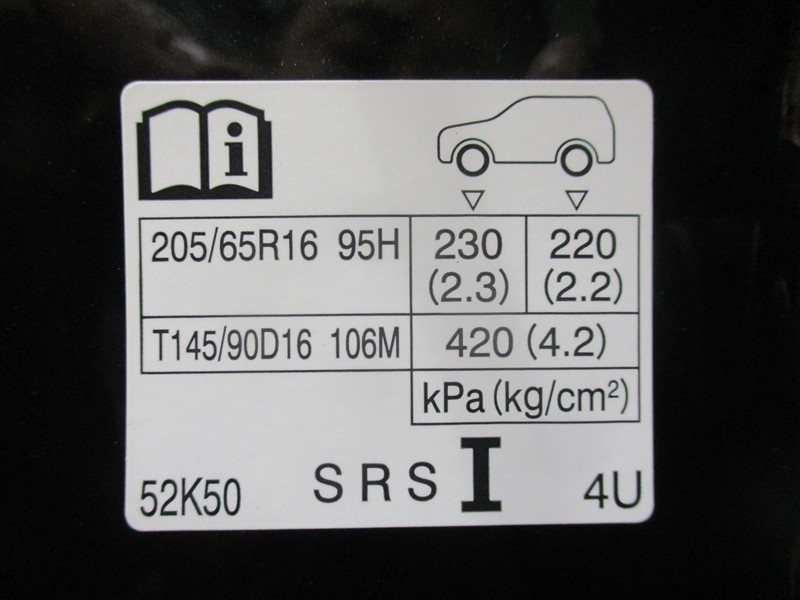 i
205/65R16 95H 230 220
(2.3) (2.2)
T145/90D16 106M 420 (4.2)
kPa(kg/cm²)
52K50 SRS I 4U